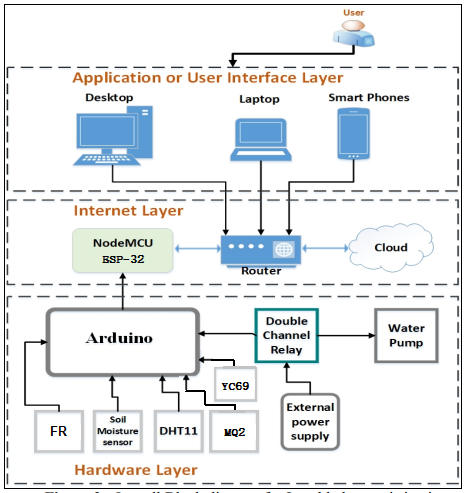 User
Application or User Interface Layer
Desktop
Laptop
Smart Phones
Internet Layer
NodeMCU
ESP-32
Router
Cloud
Arduino
Double
Channel
Relay
Water
Pump
YC69
FR
Soil
Moisture
sensor
DHT11
MQ2
External
power
supply
Hardware Layer